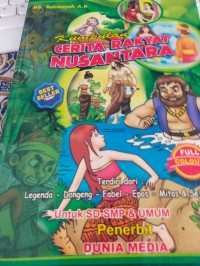 Kumpulan
CERITA RAKYAT
NUSANTARA
BEST
SELLER
FULL
COLOUR
Terdiri dari :
Legenda - Dongeng - Fabel - Epos - Mitos &
Untuk SD-SMP & UMUM
Penerbit
DUNIA MEDIA